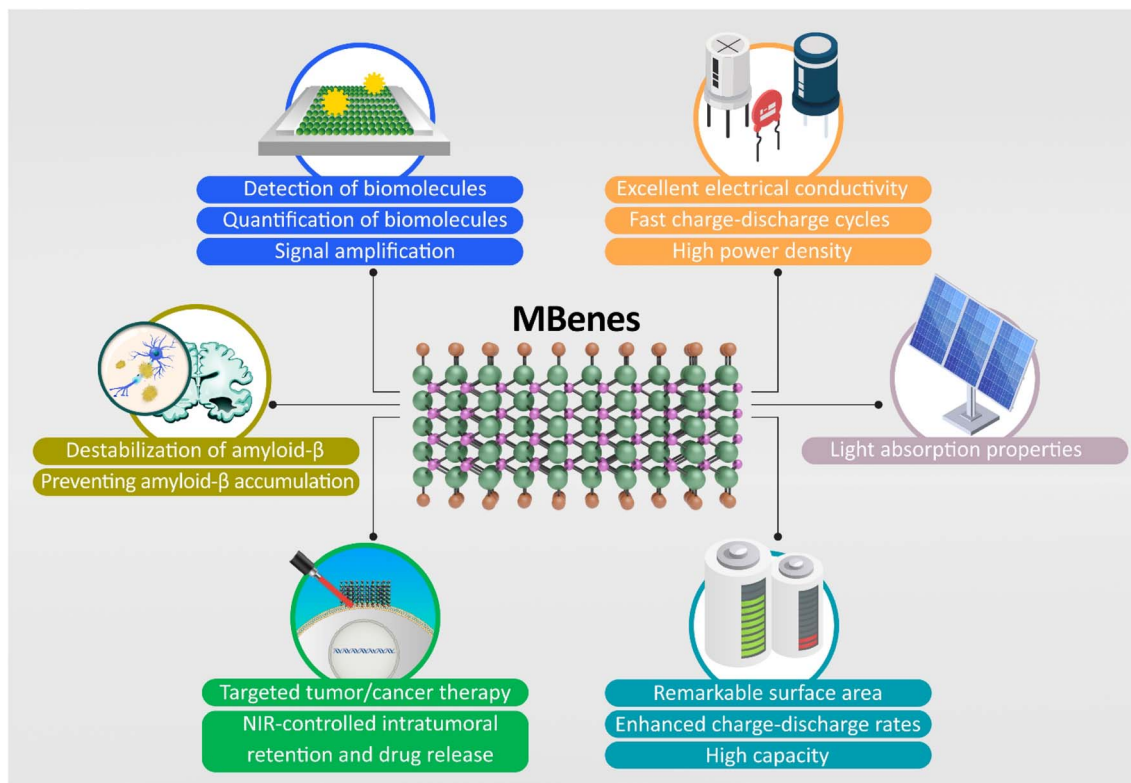 Detection of biomolecules
Quantification of biomolecules
Signal amplification
Excellent electrical conductivity
Fast charge-discharge cycles
High power density
MBenes
Destabilization of amyloid-β
Preventing amyloid-β accumulation
Light absorption properties
Targeted tumor/cancer therapy
NIR-controlled intratumoral
retention and drug release
Remarkable surface area
Enhanced charge-discharge rates
High capacity